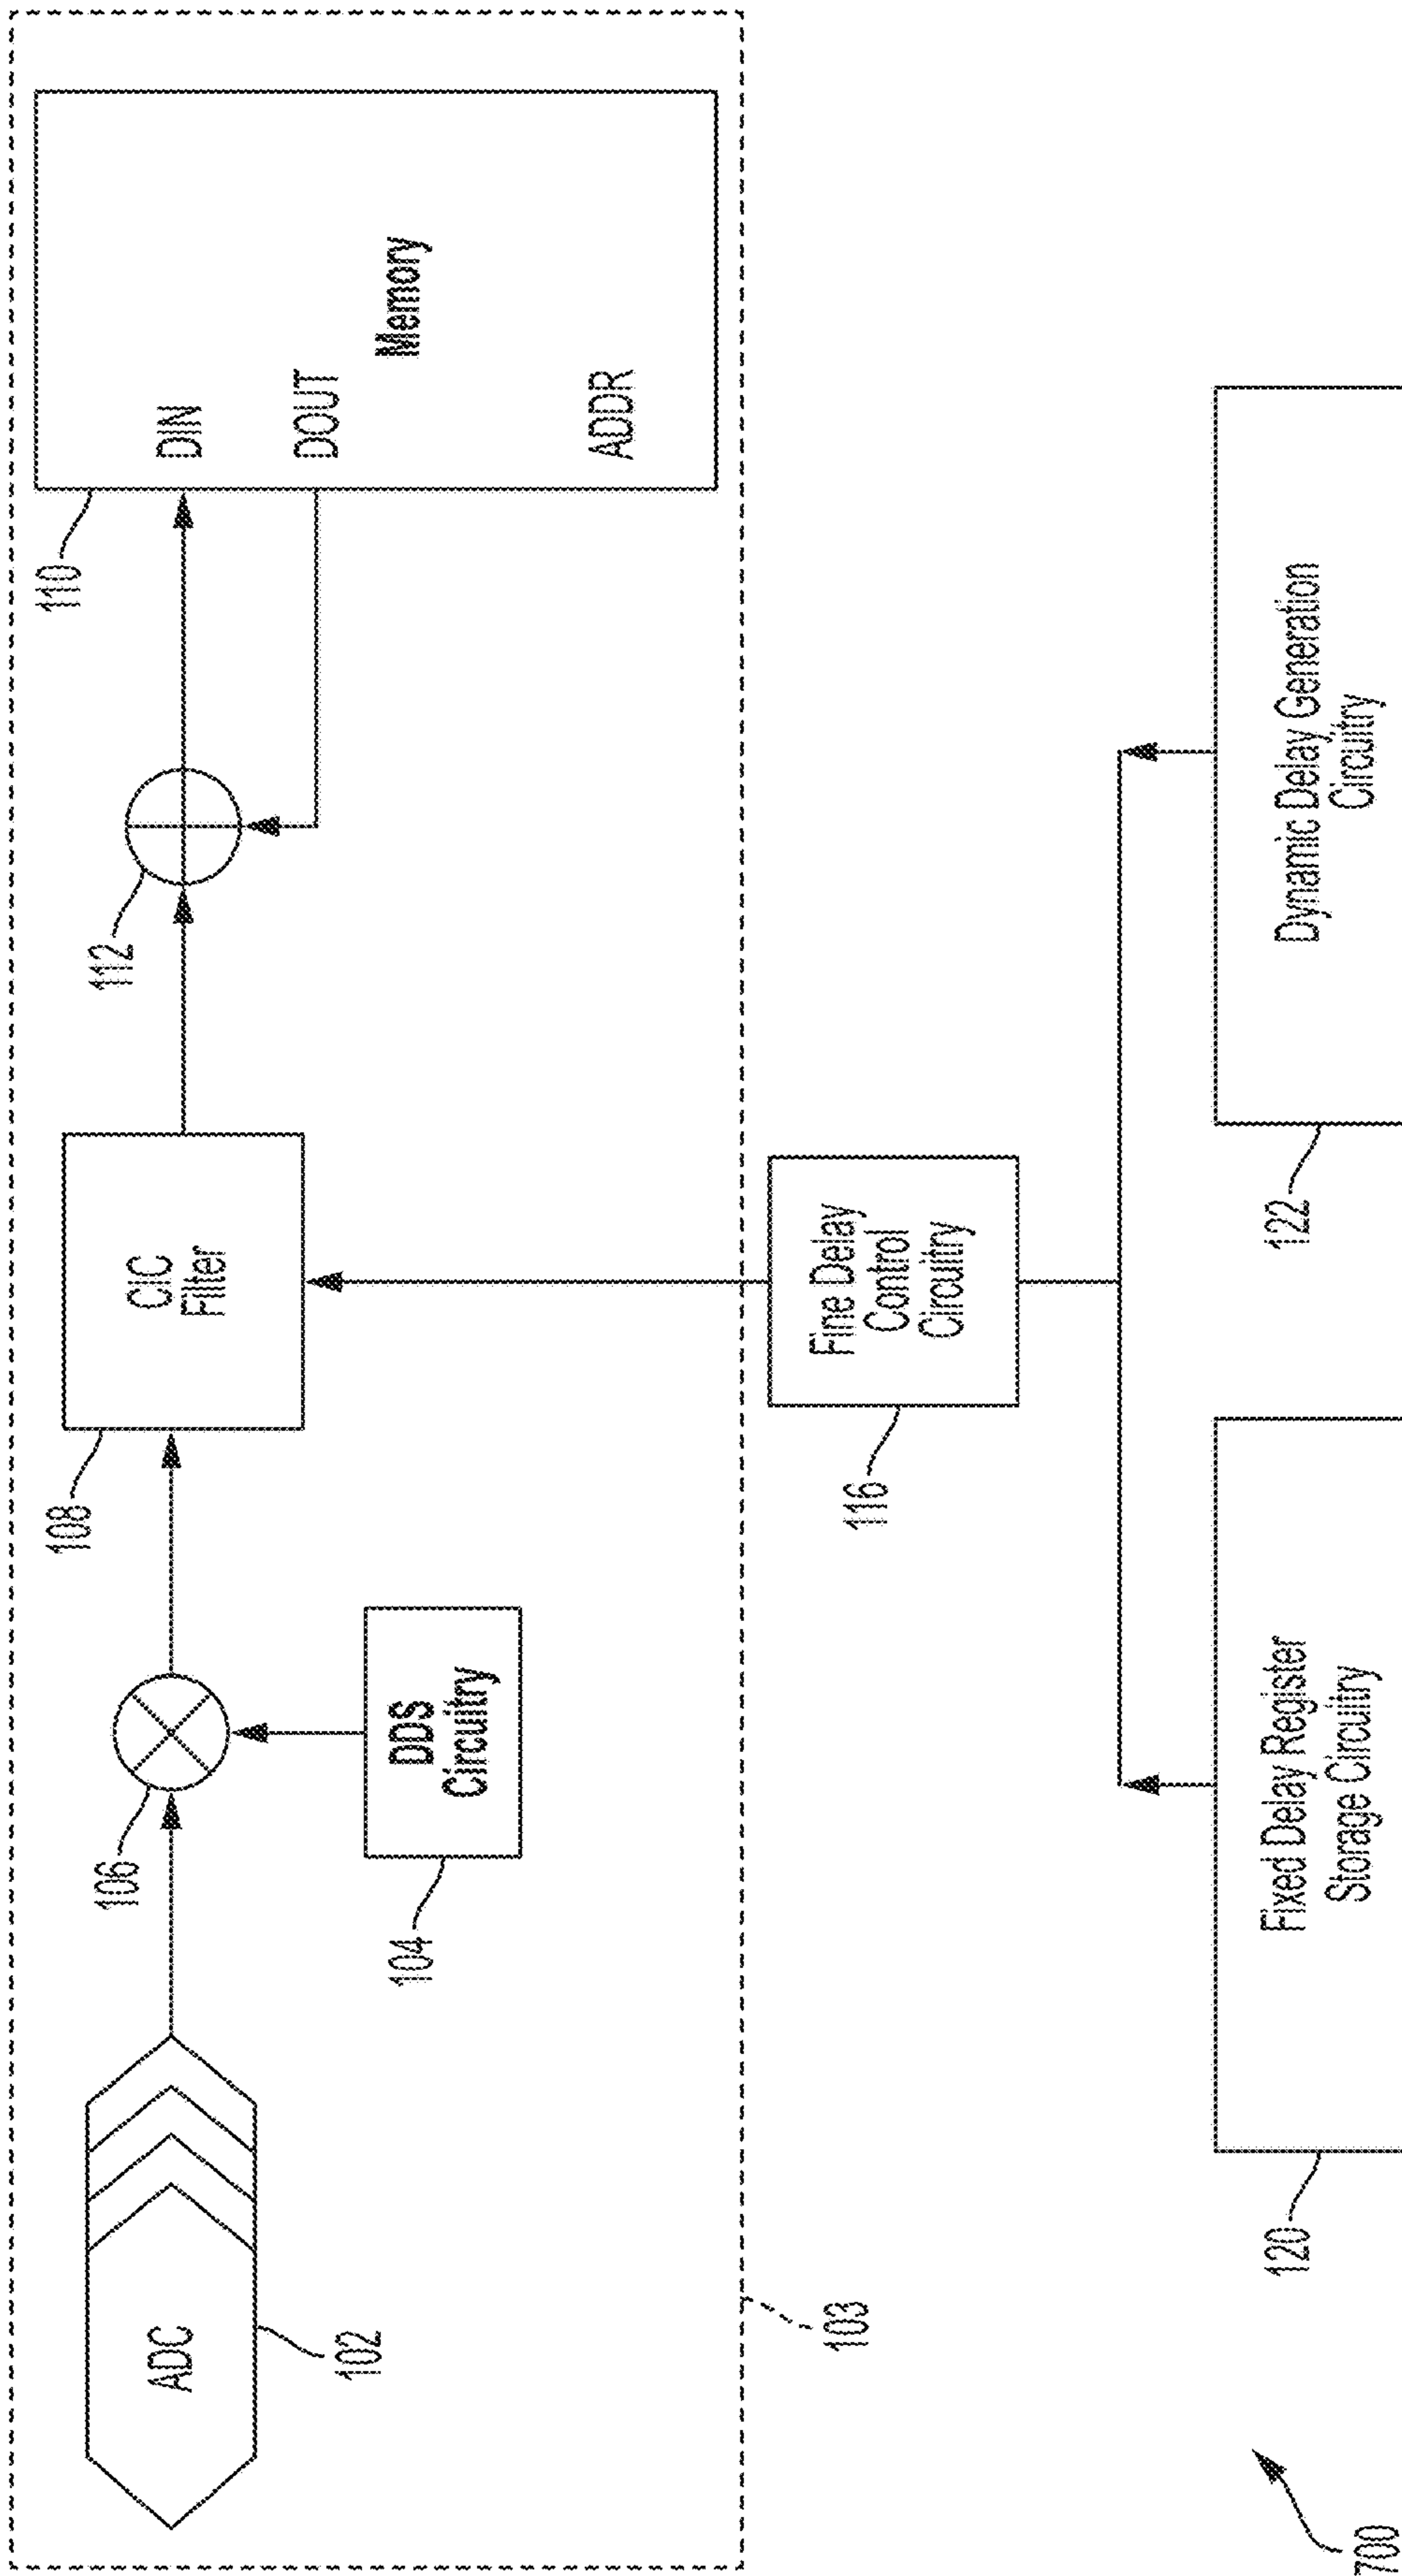 ADC
102
106
DDS
Circuitry
104
CIC
Filter
108
112
DIN
DOUT
Memory
ADDR
110
103
Fine Delay
Control
Circuitry
116
Fixed Delay Register
Storage Circuitry
120
Dynamic Delay Generation
Circuitry
122
700